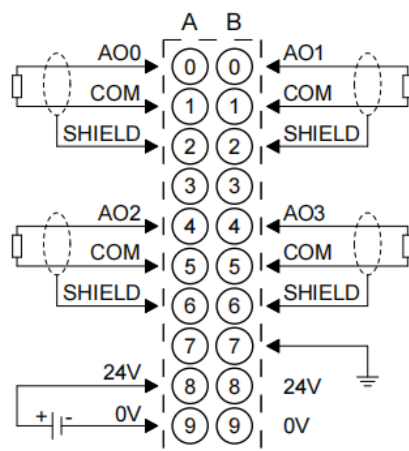 A B
AO0 0 0 AO1
COM 1 1 COM
SHIELD 2 2 SHIELD
3 3
AO2 4 4 AO3
COM 5 5 COM
SHIELD 6 6 SHIELD
7 7
24V 8 8 24V
+ - 0V 9 9 0V